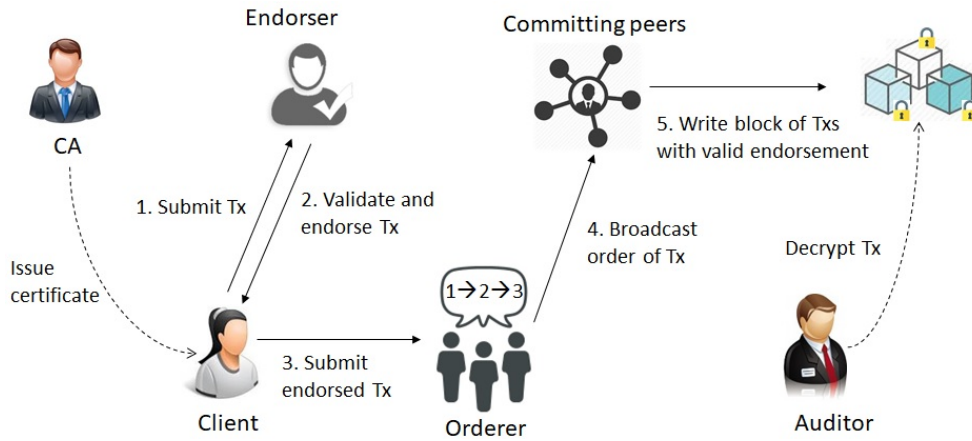 Endorser
Committing peers
CA
1. Submit Tx
2. Validate and
endorse Tx
5. Write block of Txs
with valid endorsement
4. Broadcast
order of Tx
Decrypt Tx
Issue
certificate
1→2→3
3. Submit
endorsed Tx
Client
Orderer
Auditor